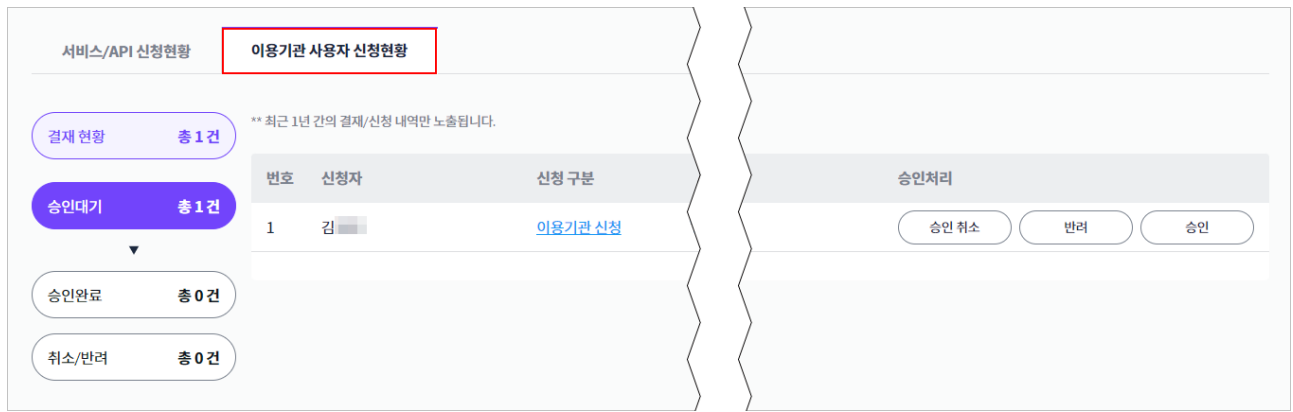 서비스/API 신청현황 이용기관 사용자 신청현황
결재 현황 총 1 건
승인대기 총 1 건
▼
승인완료 총 0 건
취소/반려 총 0 건
** 최근 1년 간의 결재/신청 내역만 노출됩니다.
번호 신청자 신청 구분 승인처리
1 김 이용기관 신청 승인 취소 반려 승인